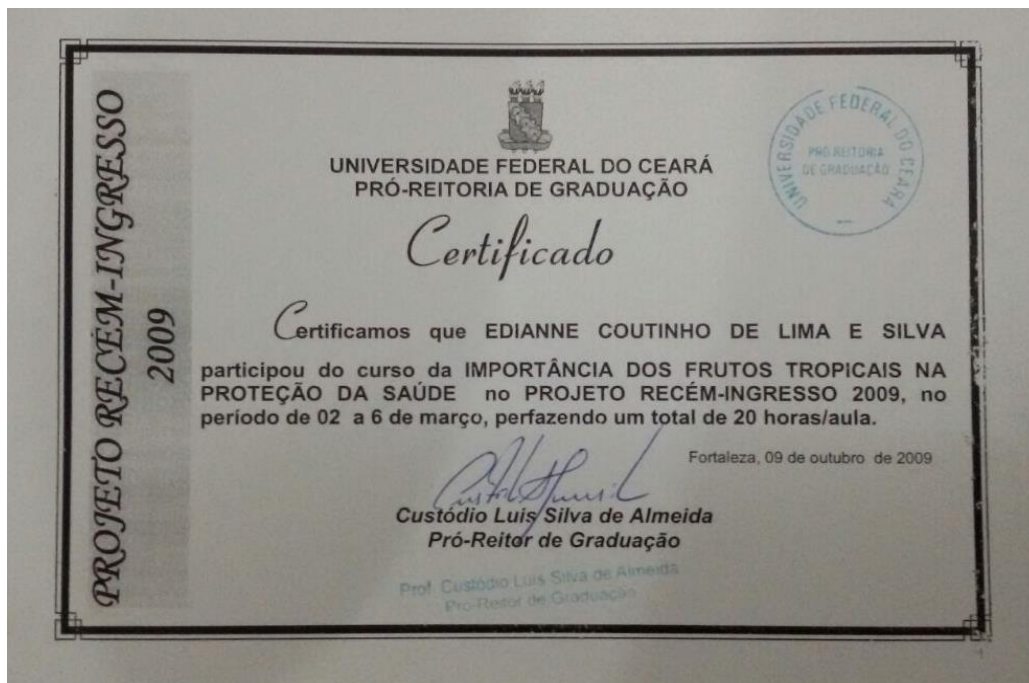 PROJETO RECÉM-INGRESSO
2009
UNIVERSIDADE FEDERAL DO CEARÁ
PRÓ-REITORIA DE GRADUAÇÃO
UNIVERSIDADE FEDERAL DO CEARÁ
PRÓ-REITORIA
DE GRADUAÇÃO
Certificado
Certificamos que EDIANNE COUTINHO DE LIMA E SILVA
participou do curso da IMPORTÂNCIA DOS FRUTOS TROPICAIS NA
PROTEÇÃO DA SAÚDE no PROJETO RECÉM-INGRESSO 2009, no
período de 02 a 6 de março, perfazendo um total de 20 horas/aula.
Fortaleza, 09 de outubro de 2009
Custódio Luis Silva de Almeida
Pró-Reitor de Graduação
Prof. Custódio Luis Silva de Almeida
Pró-Reitor de Graduação